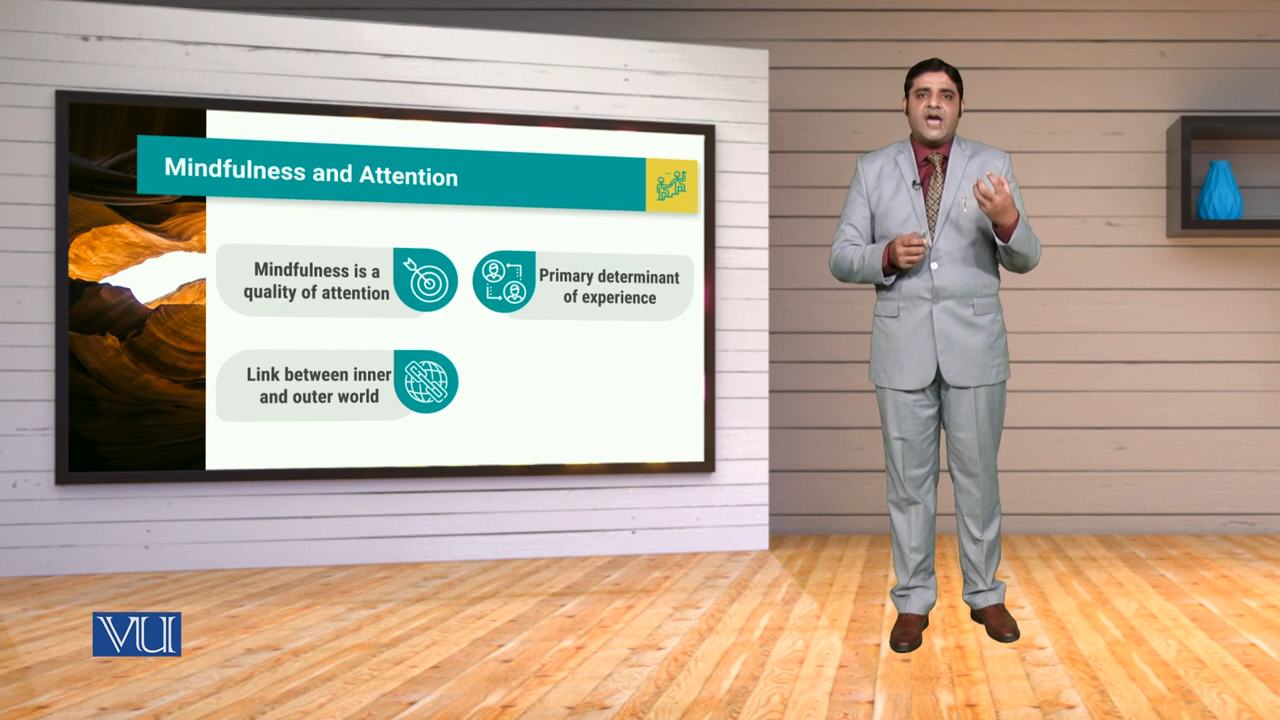 Mindfulness and Attention
Mindfulness is a
quality of attention
Primary determinant
of experience
Link between inner
and outer world
VU